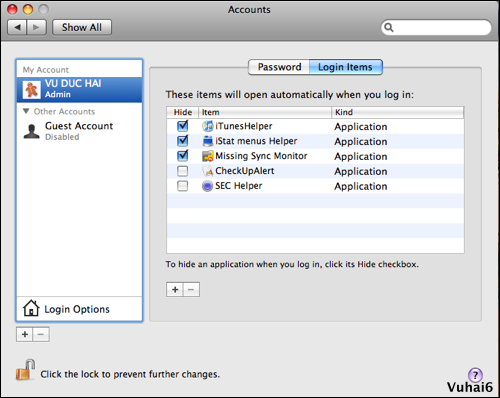 Accounts
Show All
My Account
VU DUC HAI
Admin
Other Accounts
Guest Account
Disabled
Login Options
Password
Login Items
These items will open automatically when you log in:
Hide Item Kind
iTunesHelper Application
iStat menus Helper Application
Missing Sync Monitor Application
CheckUpAlert Application
SEC Helper Application
To hide an application when you log in, click its Hide checkbox.
+ −
+ −
Click the lock to prevent further changes.
?
Vuhai6